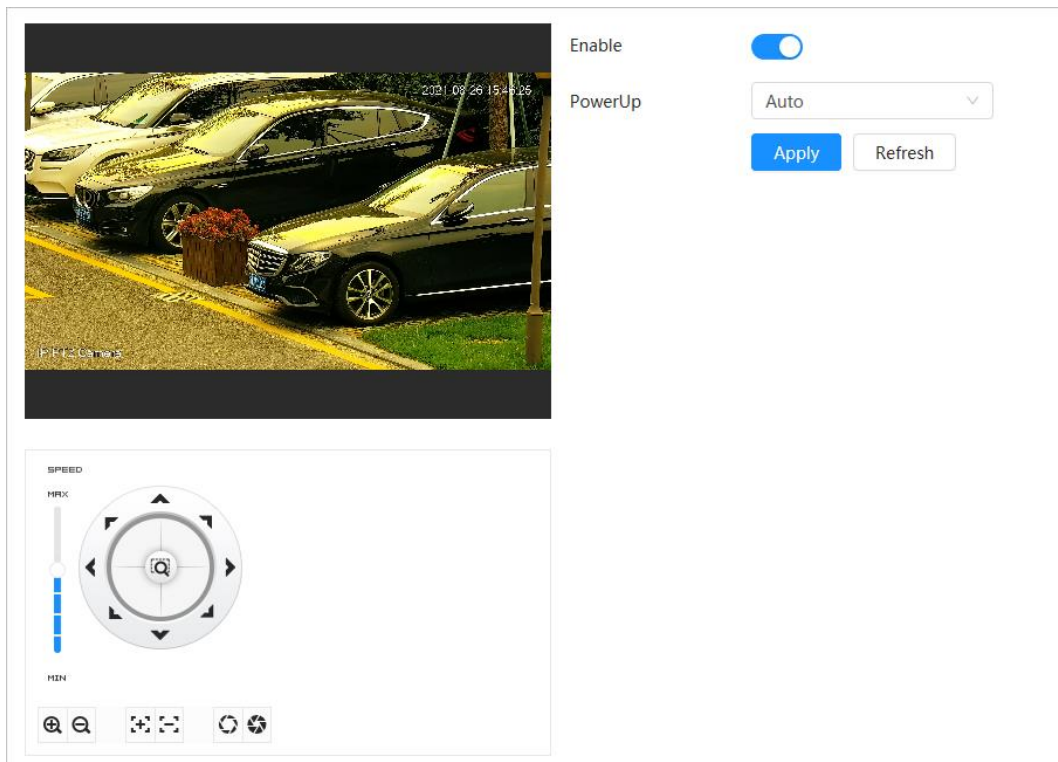 Enable
PowerUp
Auto
Apply
Refresh
2021-08-26 15:46:25
IP PTZ Camera
SPEED
MAX
MIN